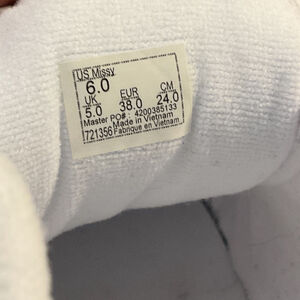 US Missy
6.0
UK EUR CM
5.0 38.0 24.0
Master PO# : 4200385133
Made in Vietnam
721356 Fabrique en Vietnam